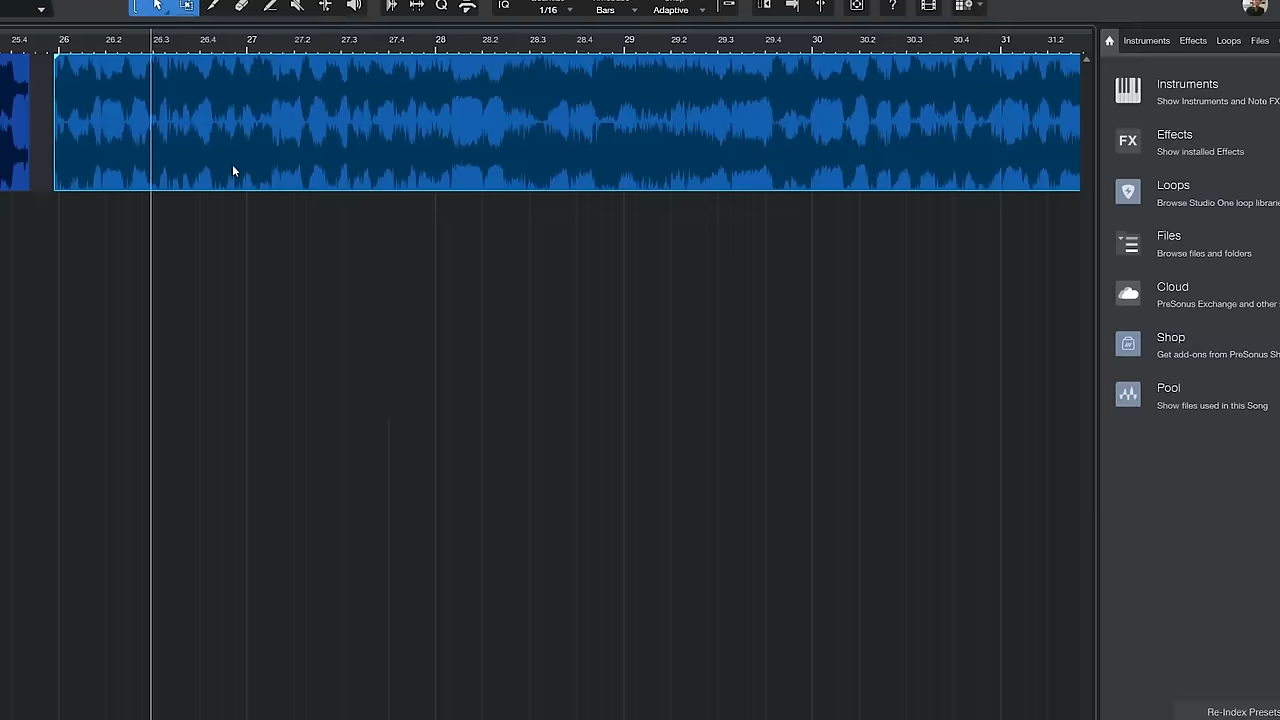 IQ
1/16
Bars
Adaptive
?
25.4 26 26.2 26.3 26.4 27 27.2 27.3 27.4 28 28.2 28.3 28.4 29 29.2 29.3 29.4 30 30.2 30.3 30.4 31 31.2
Instruments Effects Loops Files
Instruments
Show Instruments and Note FX
FX
Effects
Show installed Effects
Loops
Browse Studio One loop librarie
Files
Browse files and folders
Cloud
PreSonus Exchange and other
Shop
Get add-ons from PreSonus Sh
Pool
Show files used in this Song
Re-Index Presets